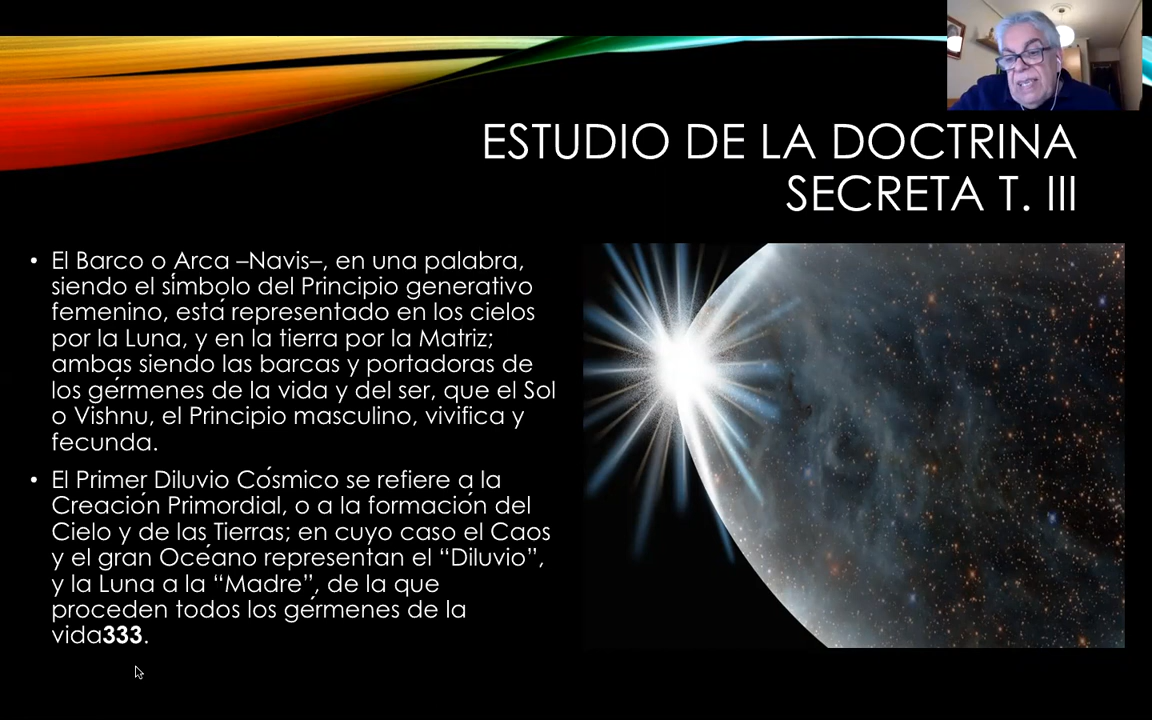 ESTUDIO DE LA DOCTRINA
SECRETA T. III
• El Barco o Arca –Navis–, en una palabra,
siendo el símbolo del Principio generativo
femenino, está representado en los cielos
por la Luna, y en la tierra por la Matriz;
ambas siendo las barcas y portadoras de
los gérmenes de la vida y del ser, que el Sol
o Vishnu, el Principio masculino, vivifica y
fecunda.
• El Primer Diluvio Cósmico se refiere a la
Creación Primordial, o a la formación del
Cielo y de las Tierras; en cuyo caso el Caos
y el gran Océano representan el “Diluvio”,
y la Luna a la “Madre”, de la que
proceden todos los gérmenes de la
vida333.